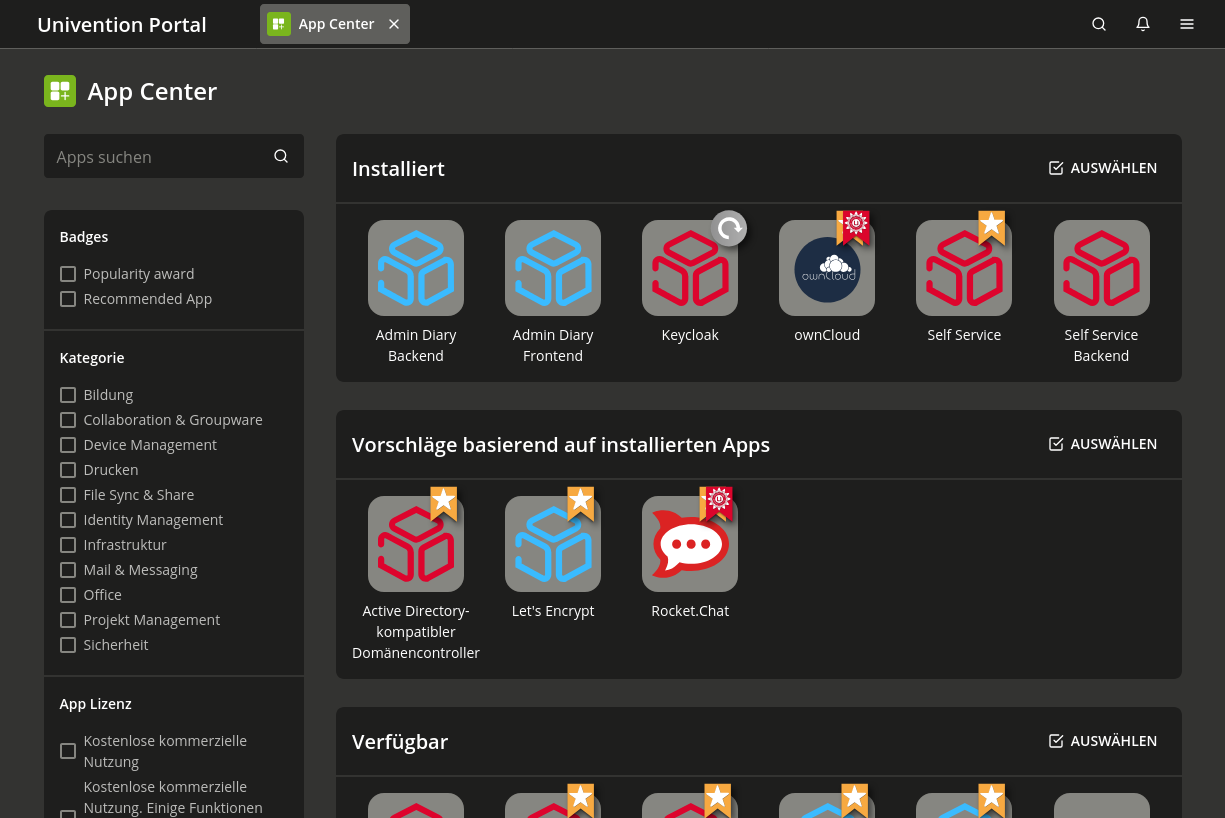 Univention Portal
App Center
App Center
Apps suchen
Badges
Popularity award
Recommended App
Kategorie
Bildung
Collaboration & Groupware
Device Management
Drucken
File Sync & Share
Identity Management
Infrastruktur
Mail & Messaging
Office
Projekt Management
Sicherheit
App Lizenz
Kostenlose kommerzielle
Nutzung
Kostenlose kommerzielle
Nutzung. Einige Funktionen
Installiert
AUSWÄHLEN
Admin Diary
Backend
Admin Diary
Frontend
Keycloak
ownCloud
ownCloud
Self Service
Self Service
Backend
Vorschläge basierend auf installierten Apps
AUSWÄHLEN
Active Directory-
kompatibler
Domänencontroller
Let's Encrypt
Rocket.Chat
Verfügbar
AUSWÄHLEN